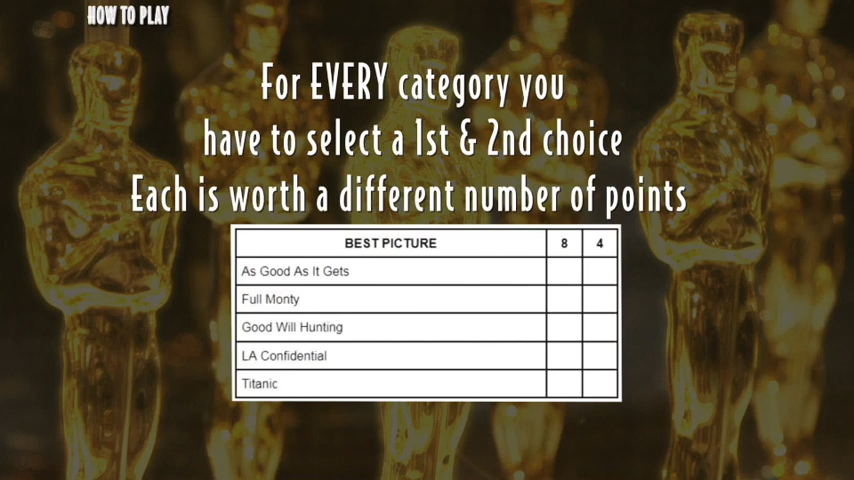 HOW TO PLAY
For EVERY category you
have to select a 1st & 2nd choice
Each is worth a different number of points
BEST PICTURE 8 4
As Good As It Gets
Full Monty
Good Will Hunting
LA Confidential
Titanic